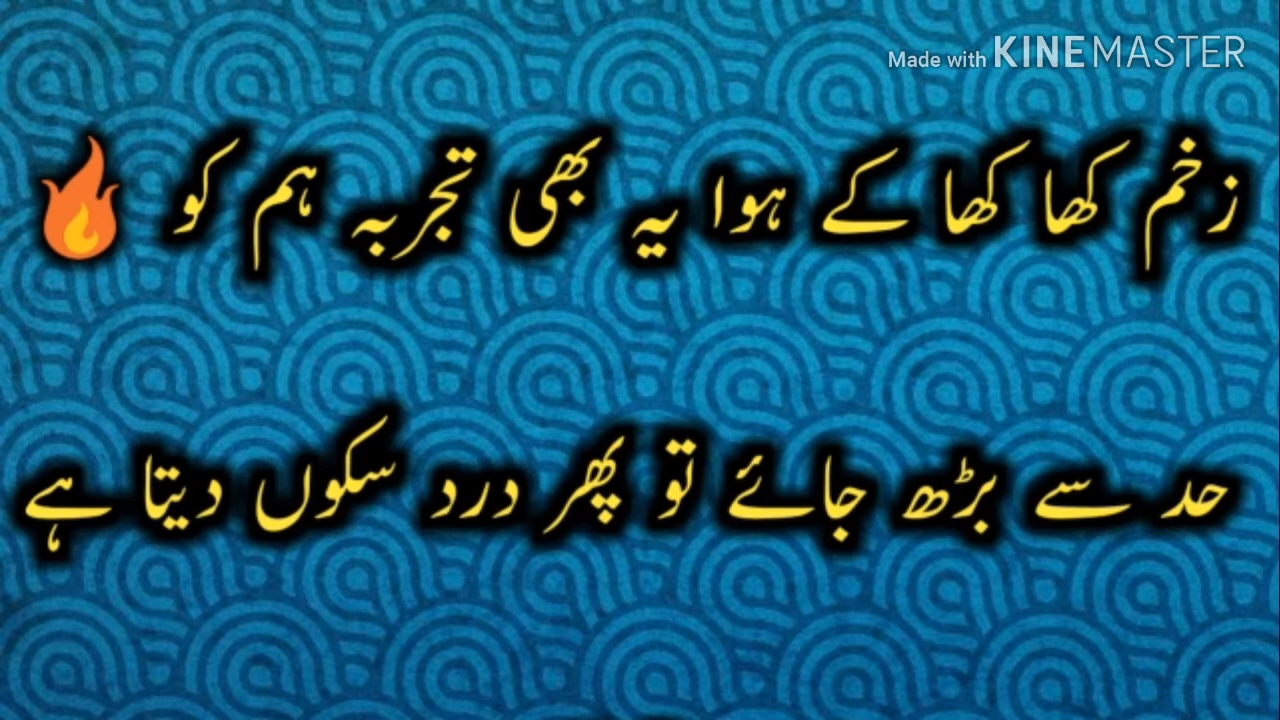 Made with KINEMASTER
زخم کھا کھا کے ہوا یہ بھی تجربہ ہم کو 🔥
حد سے بڑھ جائے تو پھر درد سکوں دیتا ہے